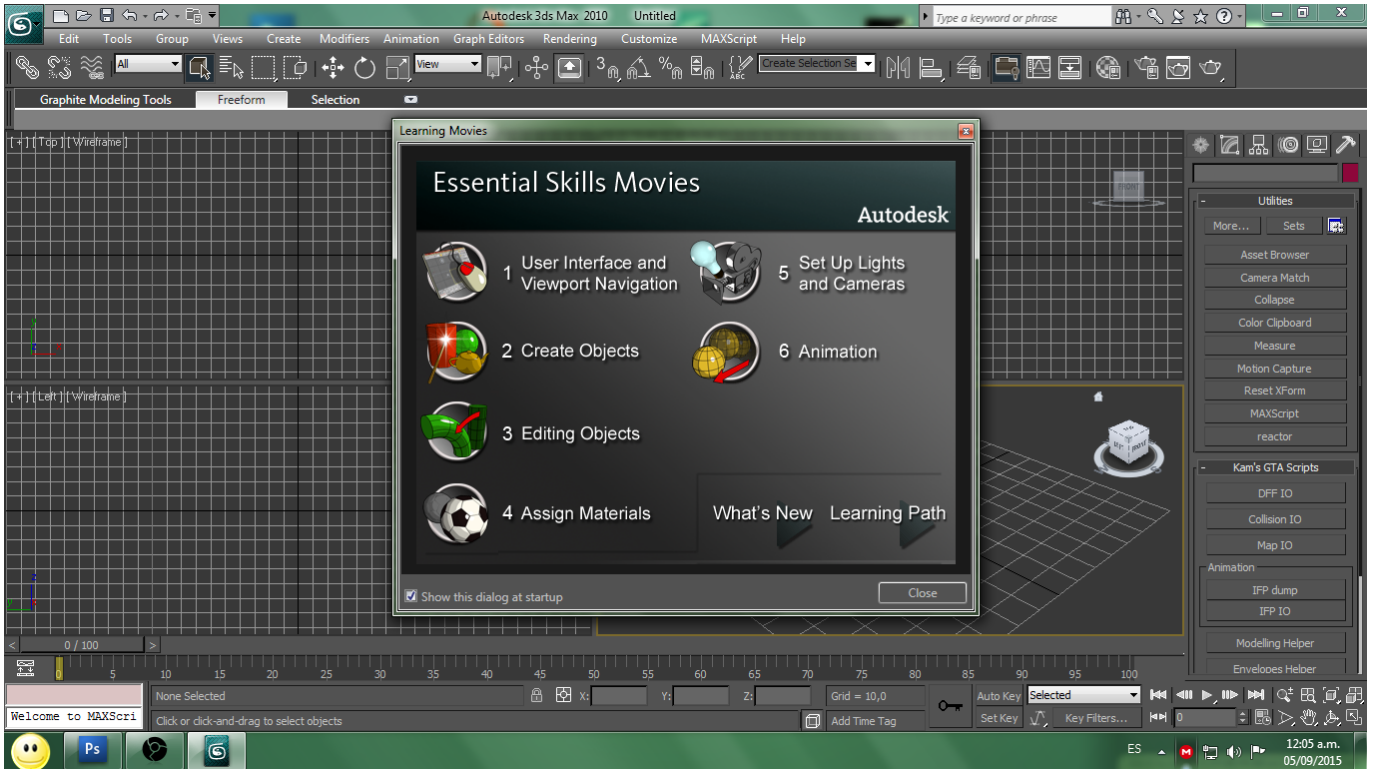 Autodesk 3ds Max 2010 Untitled
Type a keyword or phrase
Edit Tools Group Views Create Modifiers Animation Graph Editors Rendering Customize MAXScript Help
All
View
3
%
ABC
Create Selection Se
Graphite Modeling Tools Freeform Selection
[ + ] [ Top ] [ Wireframe ]
FRONT
Learning Movies
Essential Skills Movies
Autodesk
1 User Interface and
Viewport Navigation
2 Create Objects
3 Editing Objects
4 Assign Materials
5 Set Up Lights
and Cameras
6 Animation
What's New Learning Path
Show this dialog at startup
Close
[ + ] [ Left ] [ Wireframe ]
- Utilities
More... Sets
Asset Browser
Camera Match
Collapse
Color Clipboard
Measure
Motion Capture
Reset XForm
MAXScript
reactor
- Kam's GTA Scripts
DFF IO
Collision IO
Map IO
Animation
IFP dump
IFP IO
Modelling Helper
Envelopes Helper
< 0 / 100 >
0 5 10 15 20 25 30 35 40 45 50 55 60 65 70 75 80 85 90 95 100
None Selected
X: Y: Z:
Grid = 10,0
Auto Key Selected
Welcome to MAXScri
Click or click-and-drag to select objects
Add Time Tag
Set Key Key Filters...
0
Ps
ES
12:05 a.m.
05/09/2015